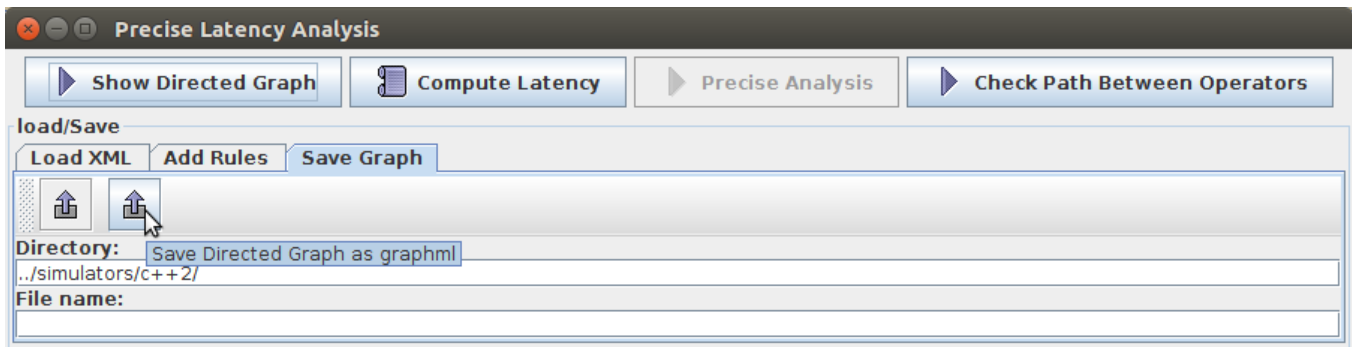 Precise Latency Analysis
Show Directed Graph Compute Latency Precise Analysis Check Path Between Operators
load/Save
Load XML Add Rules Save Graph
Directory:
Save Directed Graph as graphml
../simulators/c++2/
File name: